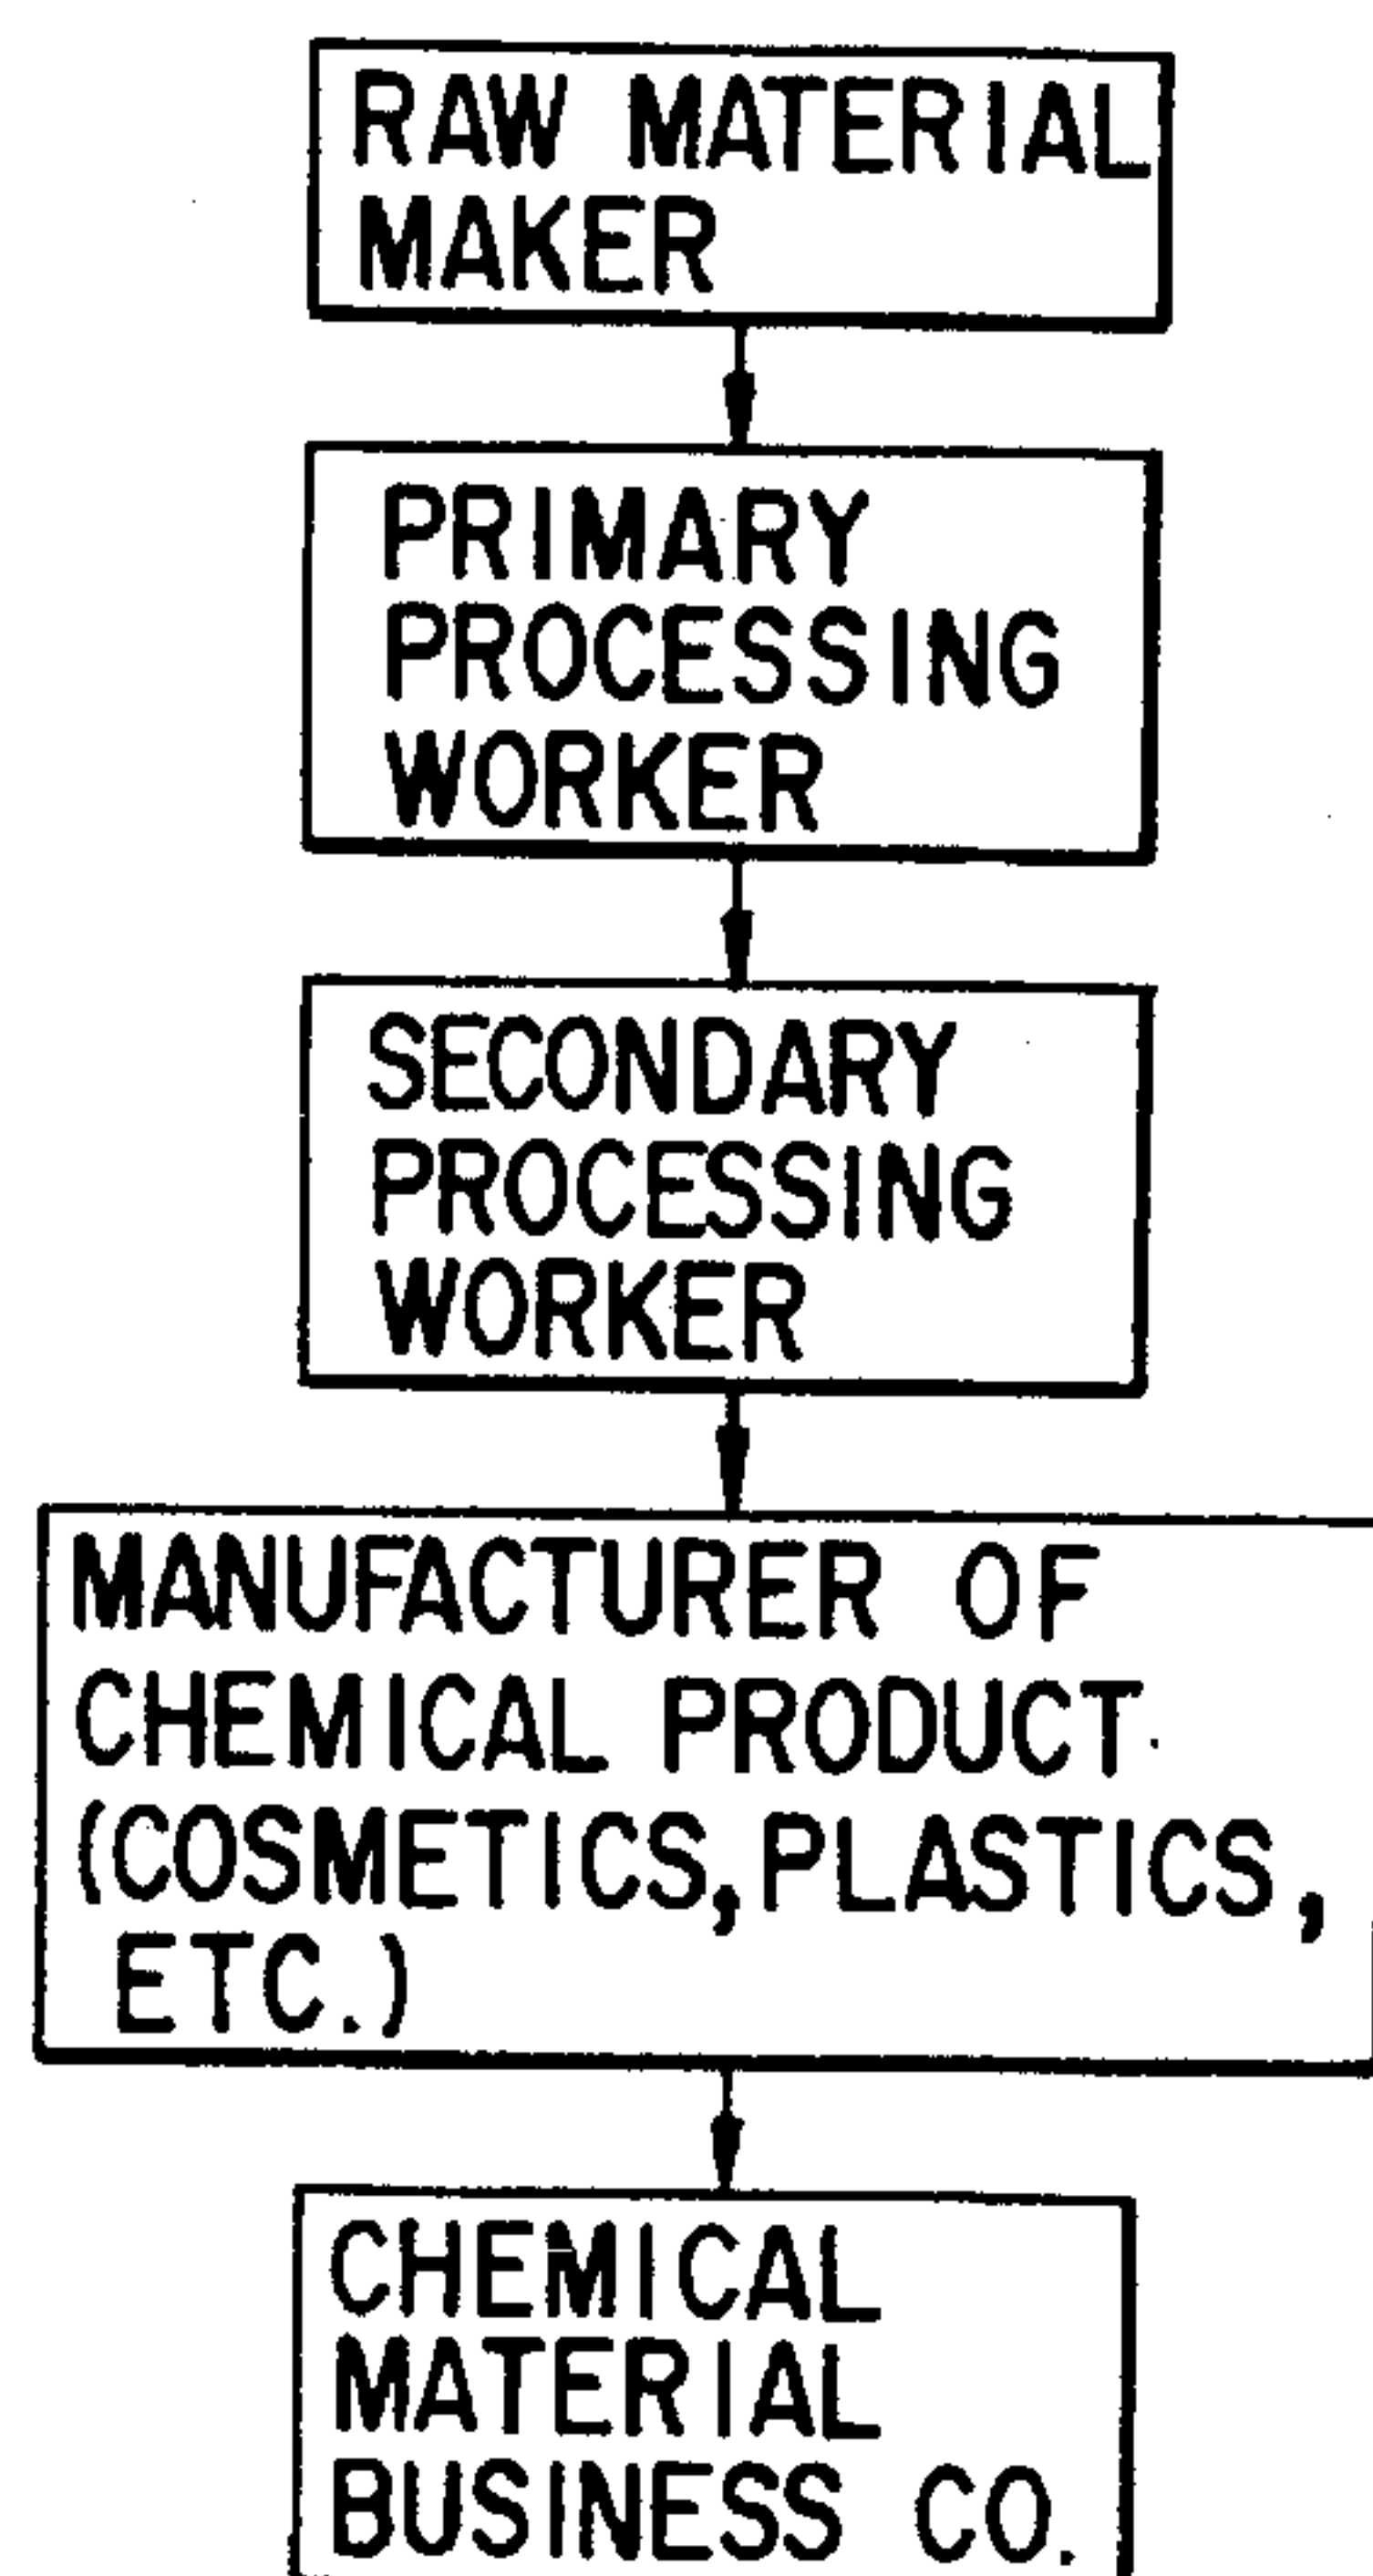 RAW MATERIAL
MAKER
PRIMARY
PROCESSING
WORKER
SECONDARY
PROCESSING
WORKER
MANUFACTURER OF
CHEMICAL PRODUCT
(COSMETICS, PLASTICS,
ETC.)
CHEMICAL
MATERIAL
BUSINESS CO.